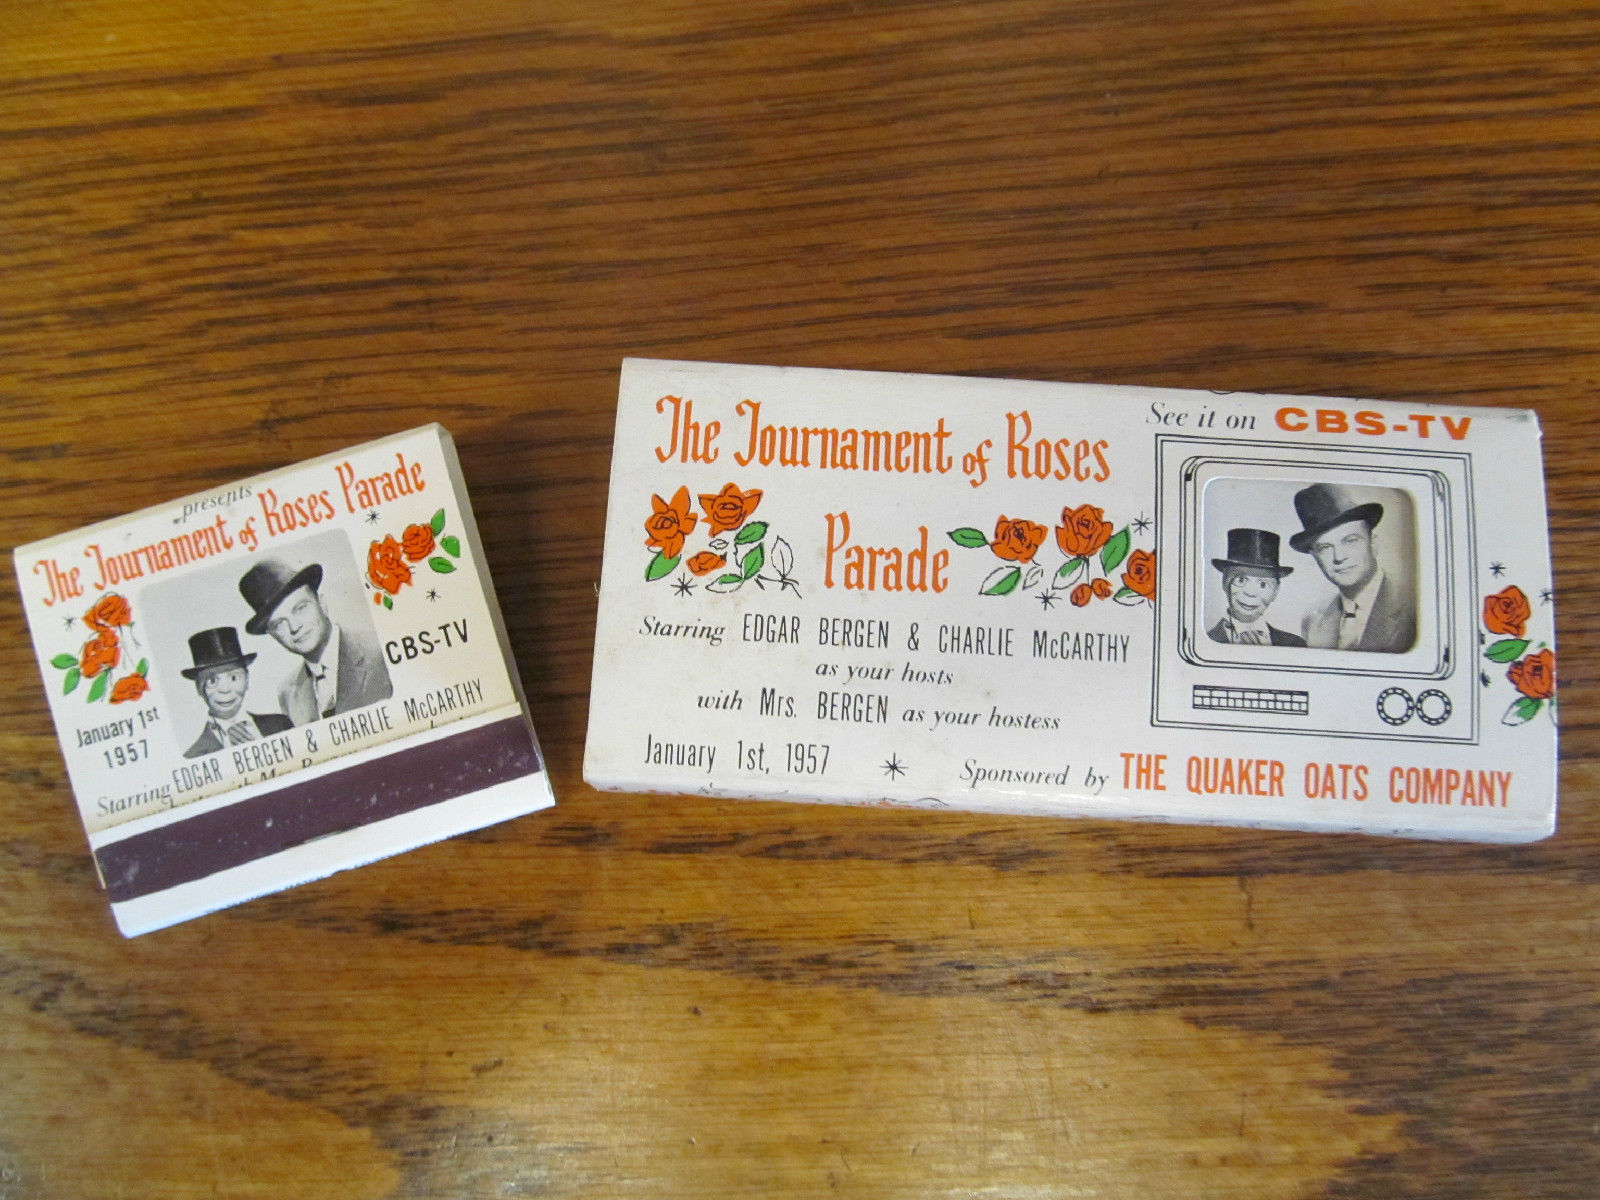 presents
The Tournament of Roses Parade
CBS-TV
January 1st
1957
Starring EDGAR BERGEN & CHARLIE McCARTHY
The Tournament of Roses
Parade
Starring EDGAR BERGEN & CHARLIE McCARTHY
as your hosts
with Mrs. BERGEN as your hostess
January 1st, 1957
See it on CBS-TV
Sponsored by THE QUAKER OATS COMPANY